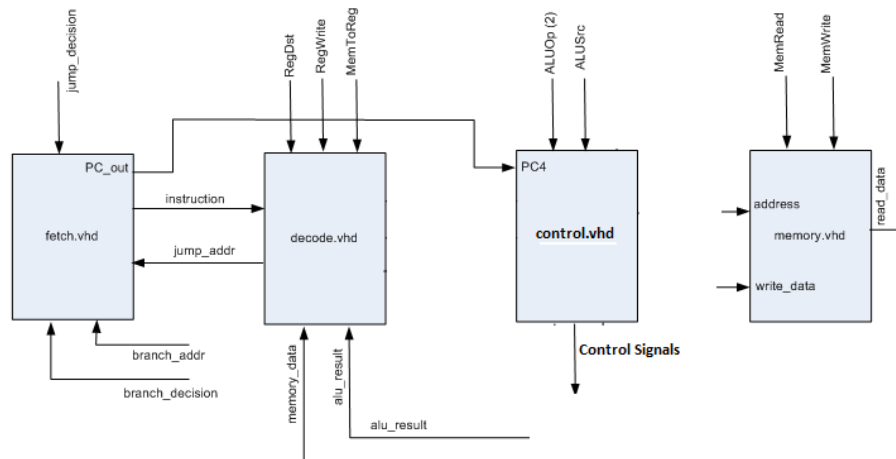 jump_decision
RegDst
RegWrite
MemToReg
ALUOp (2)
ALUSrc
MemRead
MemWrite
PC_out
PC4
instruction
address
read_data
fetch.vhd
decode.vhd
control.vhd
memory.vhd
jump_addr
write_data
Control Signals
branch_addr
memory_data
alu_result
branch_decision
alu_result